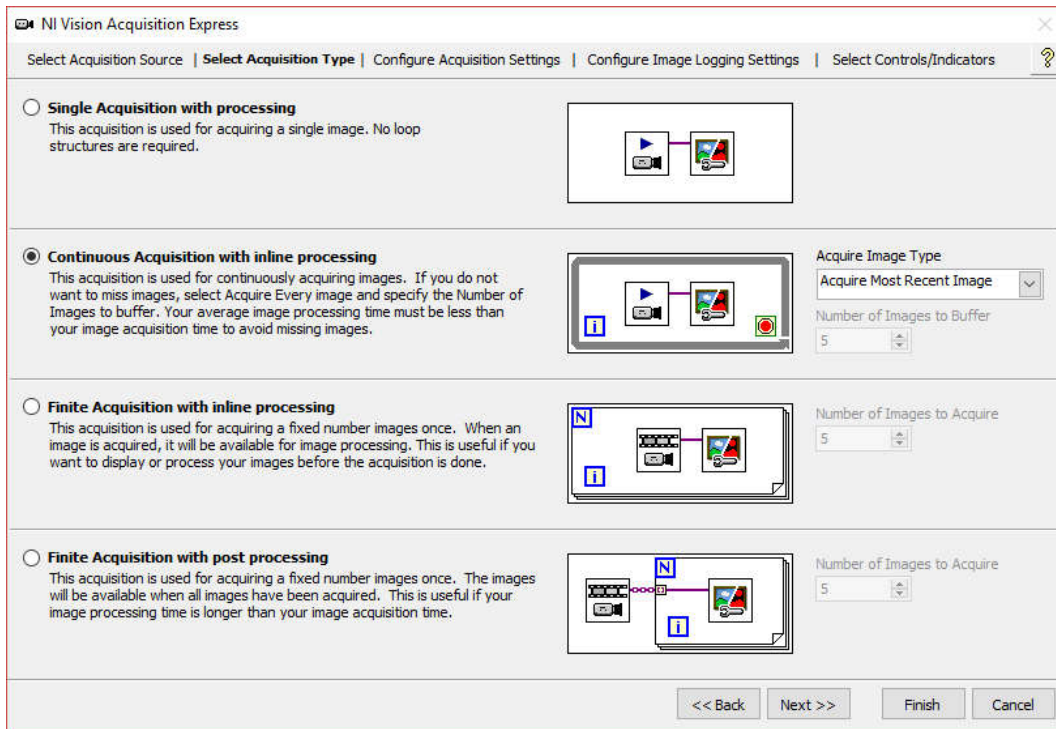 NI Vision Acquisition Express
Select Acquisition Source | Select Acquisition Type | Configure Acquisition Settings | Configure Image Logging Settings | Select Controls/Indicators
?
Single Acquisition with processing
This acquisition is used for acquiring a single image. No loop
structures are required.
Continuous Acquisition with inline processing
This acquisition is used for continuously acquiring images. If you do not
want to miss images, select Acquire Every image and specify the Number of
Images to buffer. Your average image processing time must be less than
your image acquisition time to avoid missing images.
i
Acquire Image Type
Acquire Most Recent Image
Number of Images to Buffer
5
Finite Acquisition with inline processing
This acquisition is used for acquiring a fixed number images once. When an
image is acquired, it will be available for image processing. This is useful if you
want to display or process your images before the acquisition is done.
N
i
Number of Images to Acquire
5
Finite Acquisition with post processing
This acquisition is used for acquiring a fixed number images once. The images
will be available when all images have been acquired. This is useful if your
image processing time is longer than your image acquisition time.
N
i
Number of Images to Acquire
5
<< Back
Next >>
Finish
Cancel